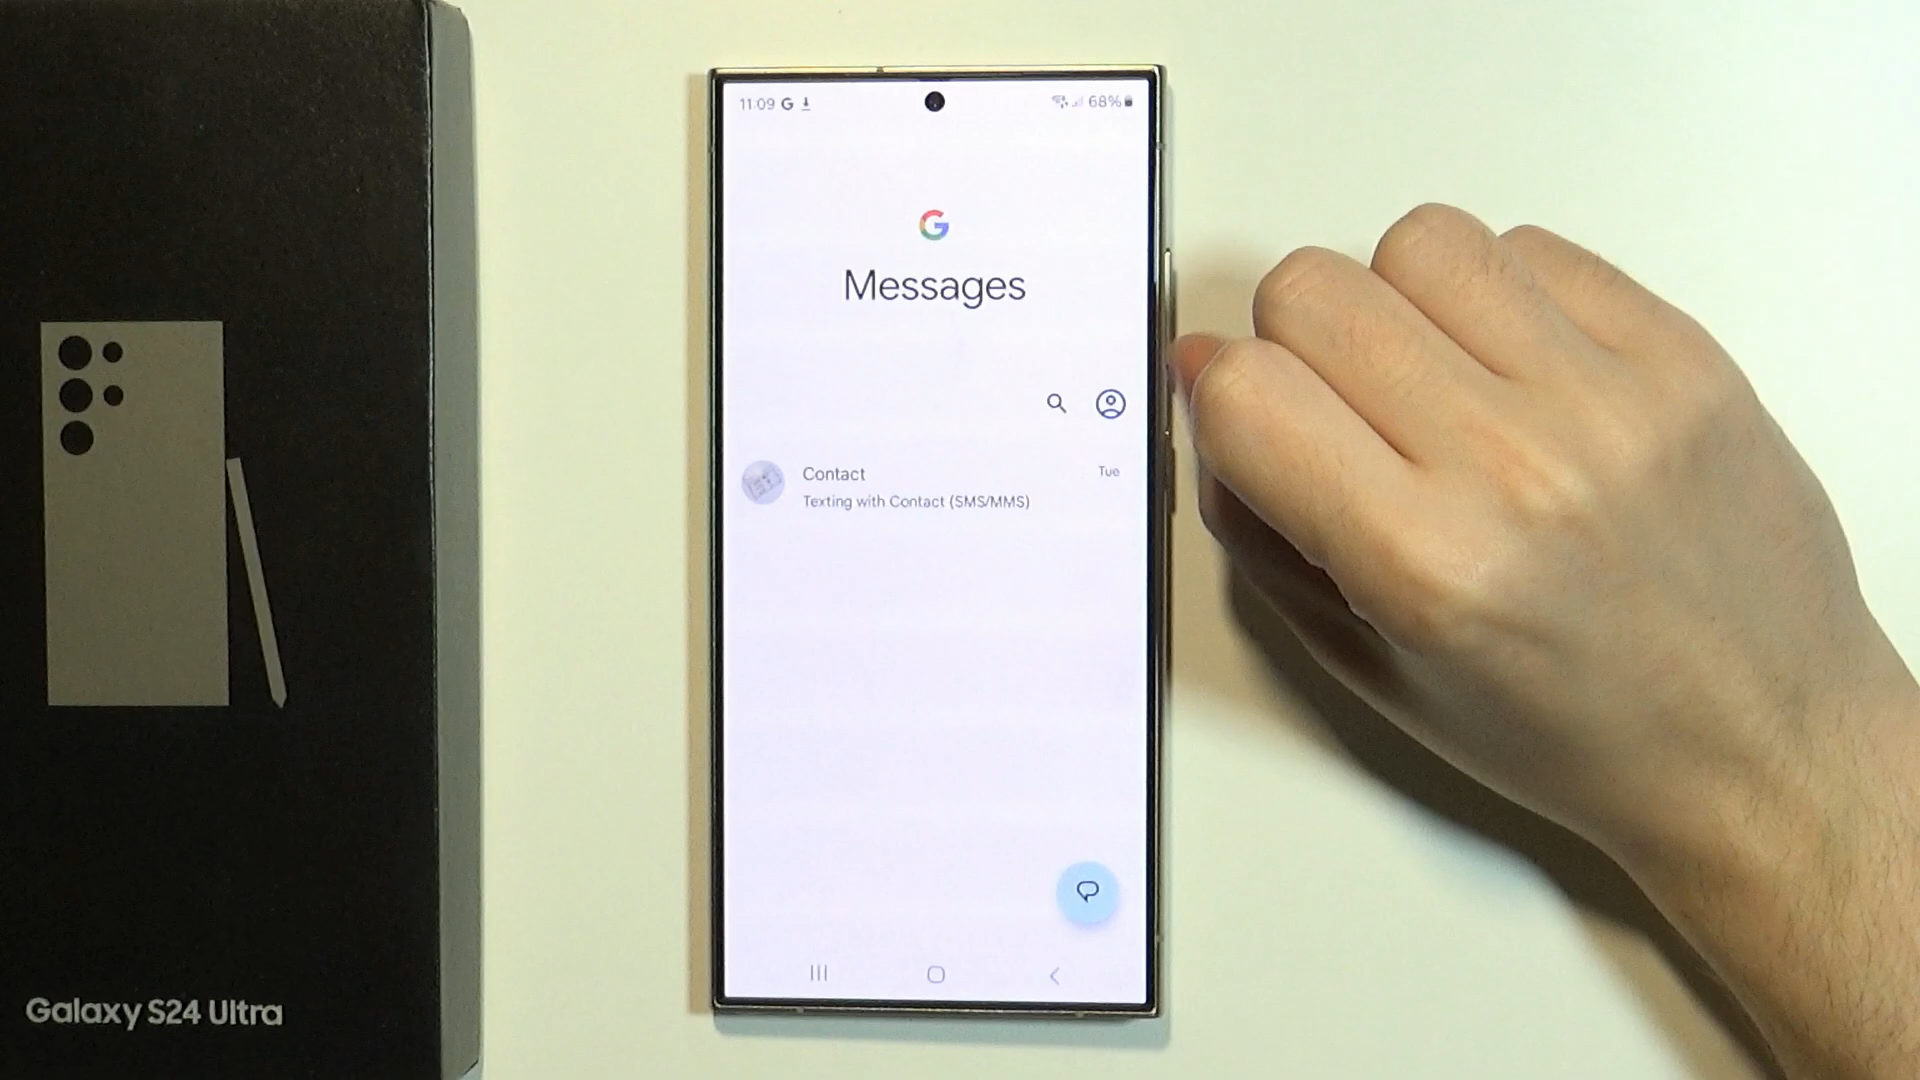 11:09 G
68%
G
Messages
Contact
Tue
Texting with Contact (SMS/MMS)
Galaxy S24 Ultra